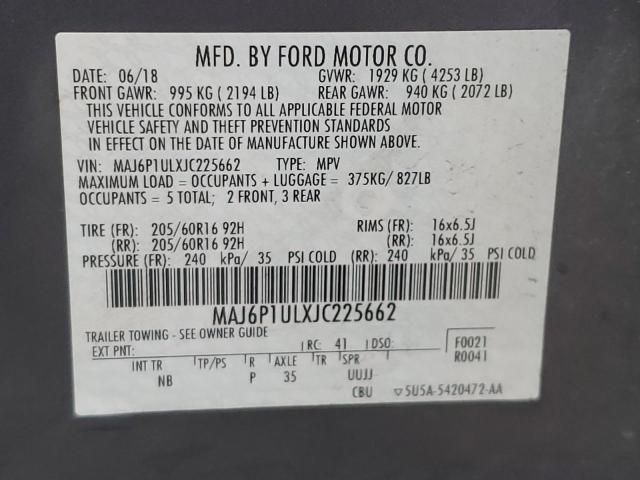 MFD. BY FORD MOTOR CO.
DATE: 06/18 GVWR: 1929 KG ( 4253 LB)
FRONT GAWR: 995 KG ( 2194 LB) REAR GAWR: 940 KG ( 2072 LB)
THIS VEHICLE CONFORMS TO ALL APPLICABLE FEDERAL MOTOR
VEHICLE SAFETY AND THEFT PREVENTION STANDARDS
IN EFFECT ON THE DATE OF MANUFACTURE SHOWN ABOVE.
VIN: MAJ6P1ULXJC225662 TYPE: MPV
MAXIMUM LOAD = OCCUPANTS + LUGGAGE = 375KG/ 827LB
OCCUPANTS = 5 TOTAL; 2 FRONT, 3 REAR
TIRE (FR): 205/60R16 92H RIMS (FR): 16x6.5J
(RR): 205/60R16 92H (RR): 16x6.5J
PRESSURE (FR): 240 kPa/ 35 PSI COLD (RR): 240 kPa/ 35 PSI COLD
MAJ6P1ULXJC225662
TRAILER TOWING - SEE OWNER GUIDE
EXT PNT: RC: 41 DSO: F0021
R0041
INT TR TP/PS R AXLE TR SPR
NB P 35 UUJJ
CBU ▽5U5A-5420472-AA